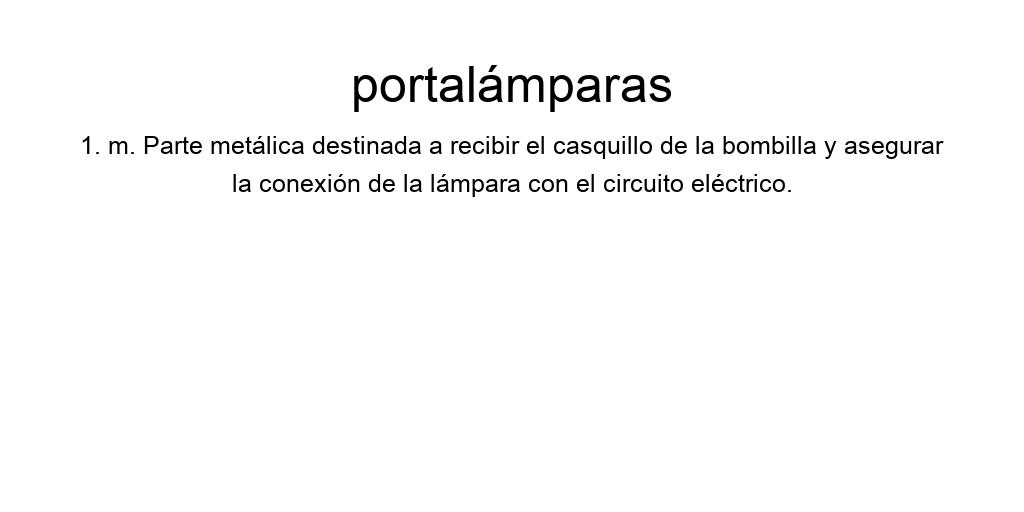 portalámparas
1. m. Parte metálica destinada a recibir el casquillo de la bombilla y asegurar
la conexión de la lámpara con el circuito eléctrico.